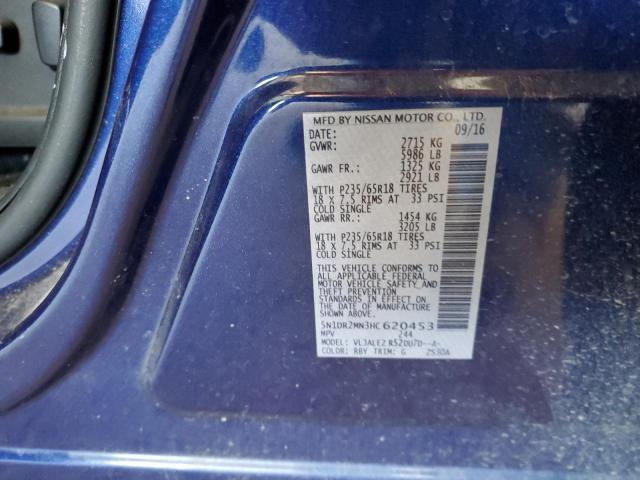 MFD BY NISSAN MOTOR CO., LTD.
DATE: 09/16
GVWR: 2715 KG
5986 LB
GAWR FR: 1325 KG
2921 LB
WITH P235/65R18 TIRES
18 X 7.5 RIMS AT 33 PSI
COLD SINGLE
GAWR RR: 1454 KG
3205 LB
WITH P235/65R18 TIRES
18 X 7.5 RIMS AT 33 PSI
COLD SINGLE
THIS VEHICLE CONFORMS TO
ALL APPLICABLE FEDERAL
MOTOR VEHICLE SAFETY AND
THEFT PREVENTION
STANDARDS IN EFFECT ON THE
DATE OF MANUFACTURE SHOWN
ABOVE.
5N1DR2MN3HC620453
MPV 244
MODEL: VLJALEZ R52UU7D--A-
COLOR: RBY TRIM: G 2S30A